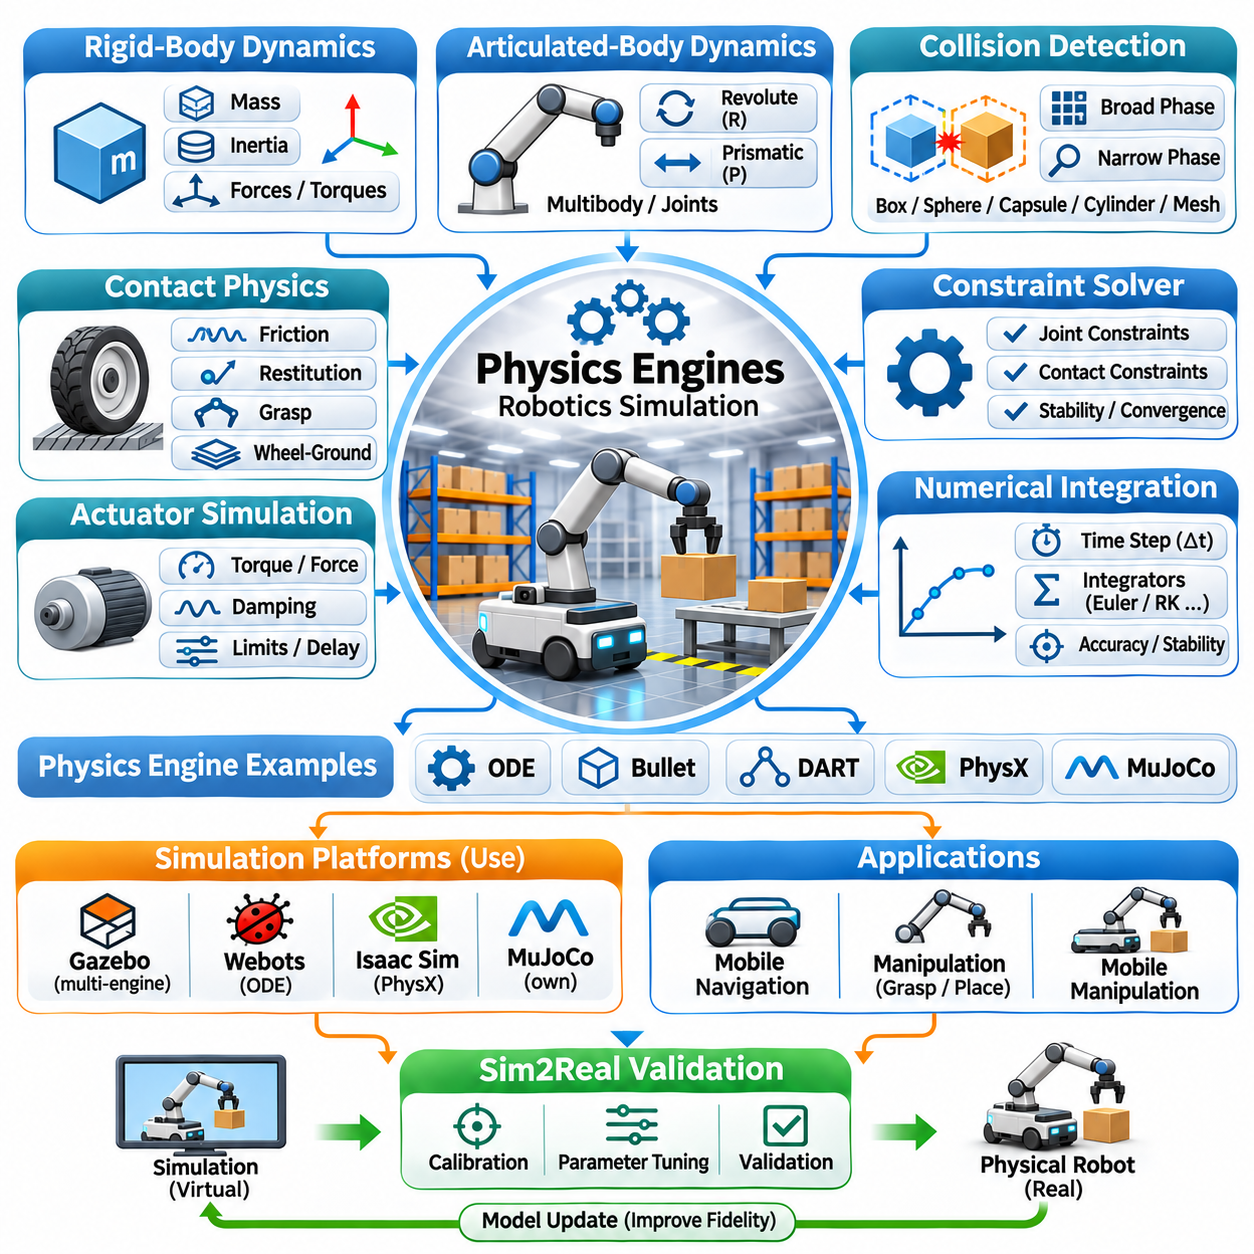 Rigid-Body Dynamics
m
Mass
Inertia
Forces / Torques
Articulated-Body Dynamics
Revolute
(R)
Prismatic
(P)
Multibody / Joints
Collision Detection
Broad Phase
Narrow Phase
Box / Sphere / Capsule / Cylinder / Mesh
Contact Physics
Friction
Restitution
Grasp
Wheel-Ground
Physics Engines
Robotics Simulation
Constraint Solver
Joint Constraints
Contact Constraints
Stability / Convergence
Actuator Simulation
Torque / Force
Damping
Limits / Delay
Numerical Integration
Time Step (Δt)
Integrators
(Euler / RK ...)
Accuracy / Stability
Physics Engine Examples
ODE
Bullet
DART
PhysX
MuJoCo
Simulation Platforms (Use)
Gazebo
(multi-engine)
Webots
(ODE)
Isaac Sim
(PhysX)
MuJoCo
(own)
Applications
Mobile
Navigation
Manipulation
(Grasp / Place)
Mobile
Manipulation
Simulation
(Virtual)
Sim2Real Validation
Calibration
Parameter Tuning
Validation
Physical Robot
(Real)
Model Update (Improve Fidelity)